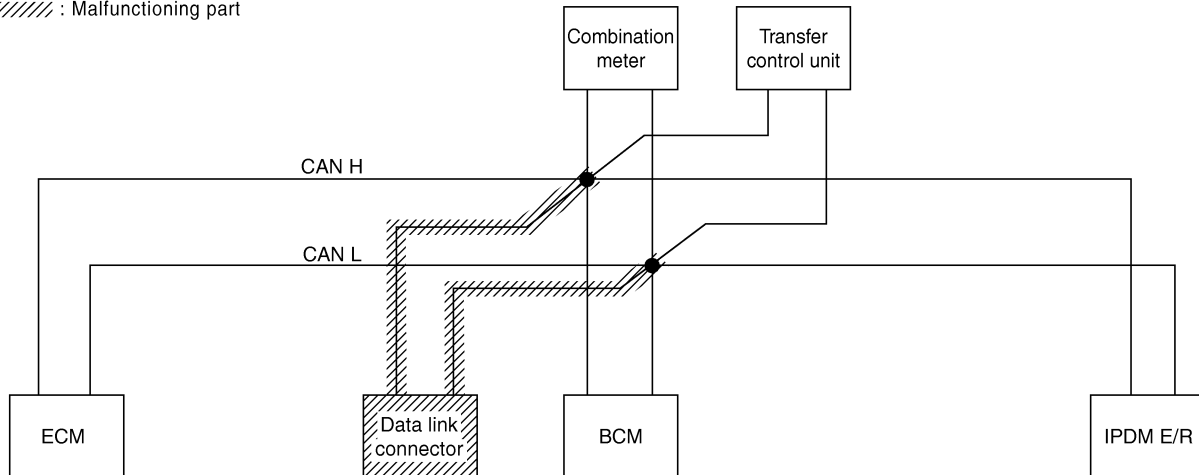 : Malfunctioning part
Combination
meter
Transfer
control unit
CAN H
CAN L
ECM
Data link
connector
BCM
IPDM E/R